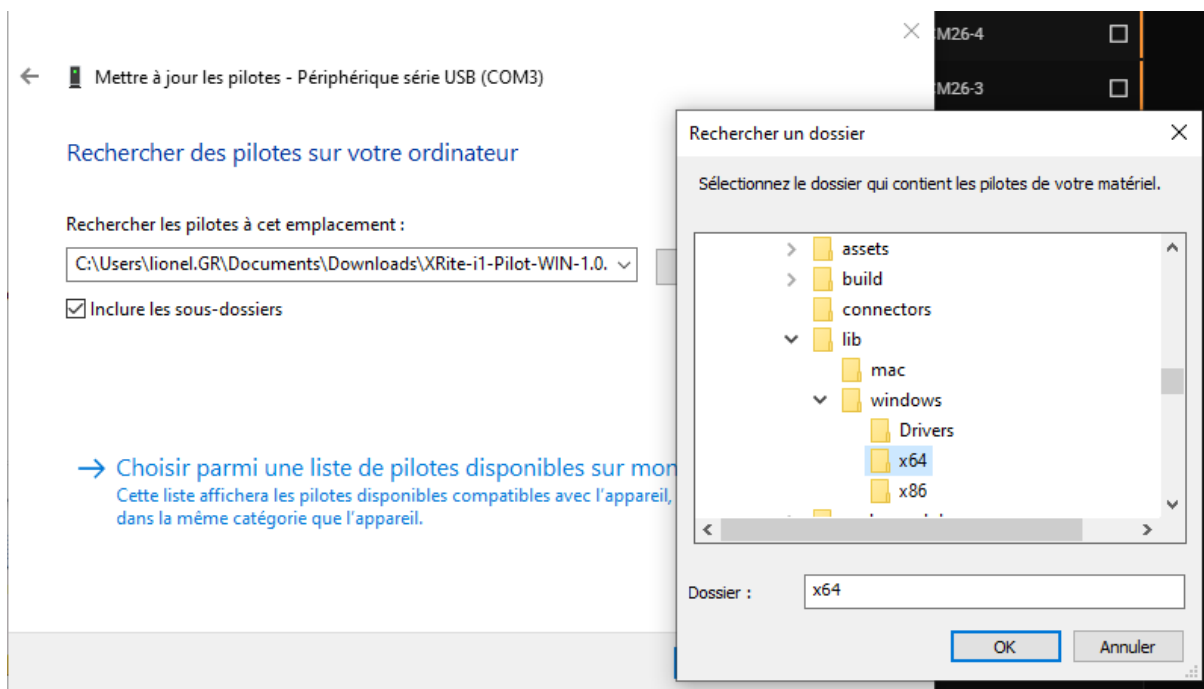 CM26-4
Mettre à jour les pilotes - Périphérique série USB (COM3)
M26-3
Rechercher des pilotes sur votre ordinateur
Rechercher les pilotes à cet emplacement :
C:\Users\lionel.GR\Documents\Downloads\XRite-i1-Pilot-WIN-1.0.
Inclure les sous-dossiers
Choisir parmi une liste de pilotes disponibles sur mon
Cette liste affichera les pilotes disponibles compatibles avec l'appareil,
dans la même catégorie que l'appareil.
Rechercher un dossier
Sélectionnez le dossier qui contient les pilotes de votre matériel.
assets
build
connectors
lib
mac
windows
Drivers
x64
x86
Dossier :
x64
OK
Annuler